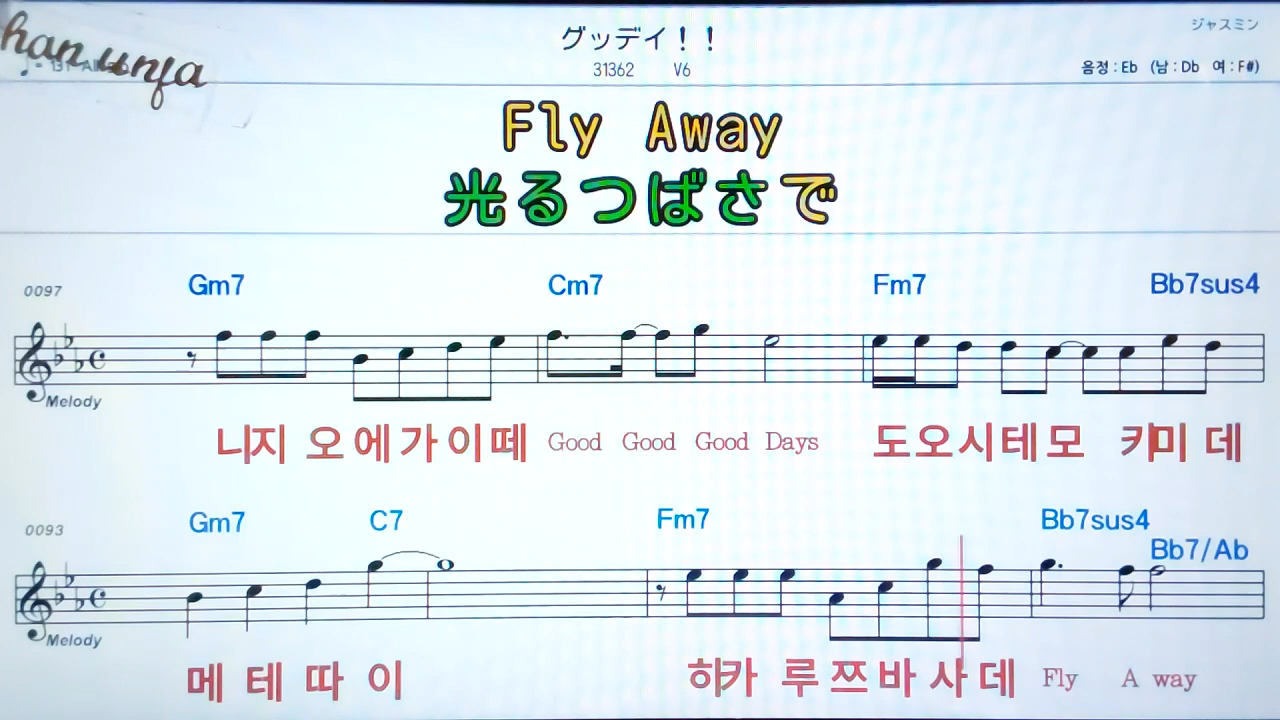 han unja
グッデイ！！
ジャスミン
31362 V6
음정 : Eb (남 : Db 여 : F#)
Fly Away
光るつばさで
0097 Gm7 Cm7 Fm7 Bb7sus4
Melody
니지 오에가이떼 Good Good Good Days 도오시테모 키미 데
0093 Gm7 C7 Fm7 Bb7sus4
Bb7/Ab
Melody
메 테 따 이 히카 루 쯔 바 사 데 Fly A way